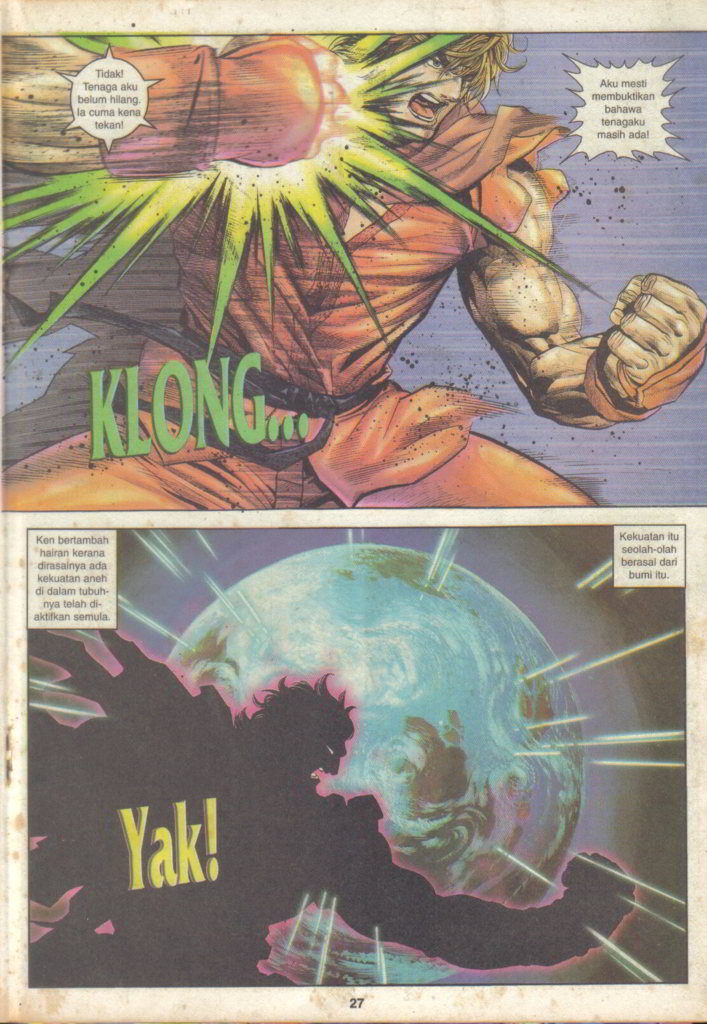 Tidak!
Tenaga aku
belum hilang.
Ia cuma kena
tekan!
Aku mesti
membuktikan
bahawa
tenagaku
masih ada!
KLONG...
Ken bertambah
hairan kerana
dirasainya ada
kekuatan aneh
di dalam tubuh-
nya telah di-
aktifkan semula.
Kekuatan itu
seolah-olah
berasal dari
bumi itu.
Yak!
27